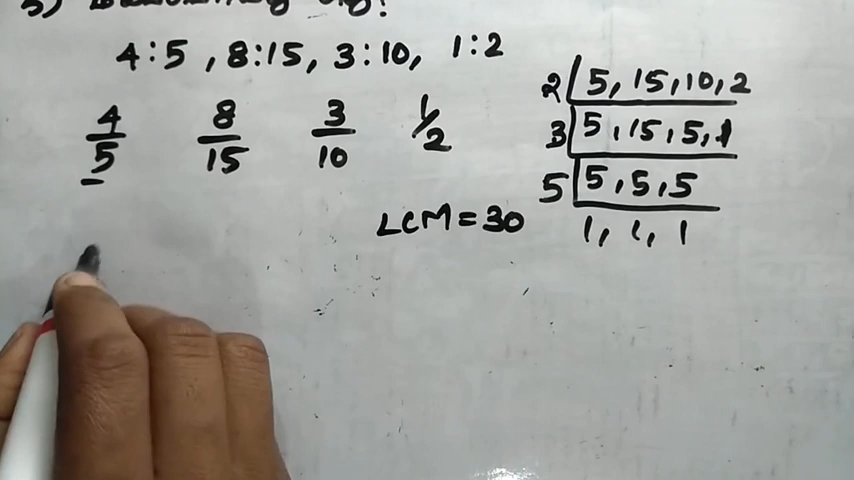 3)
4:5 , 8:15, 3:10, 1:2
4/5 8/15 3/10 1/2
LCM=30
2 | 5, 15, 10, 2
3 | 5, 15, 5, 1
5 | 5, 5, 5
1, 1, 1